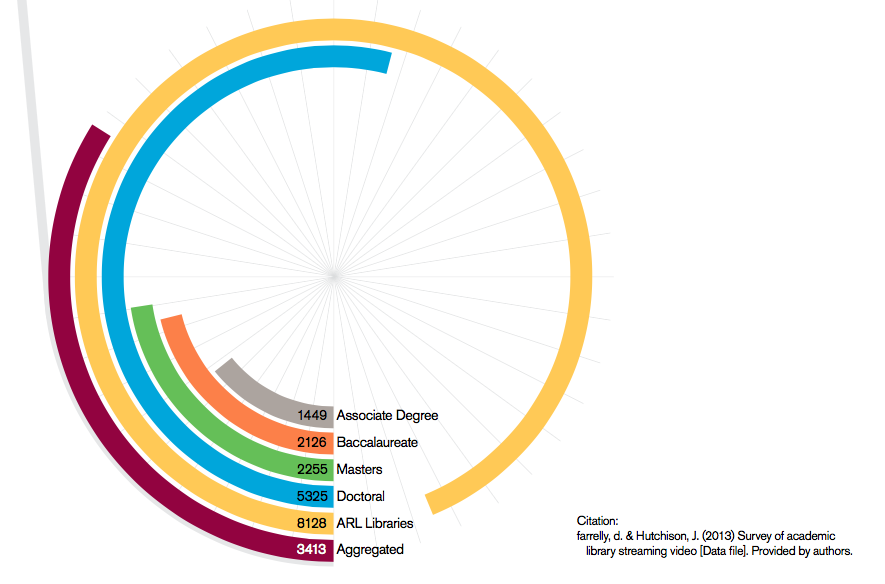 1449 Associate Degree
2126 Baccalaureate
2255 Masters
5325 Doctoral
8128 ARL Libraries
3413 Aggregated
Citation:
farrelly, d. & Hutchison, J. (2013) Survey of academic
library streaming video [Data file]. Provided by authors.